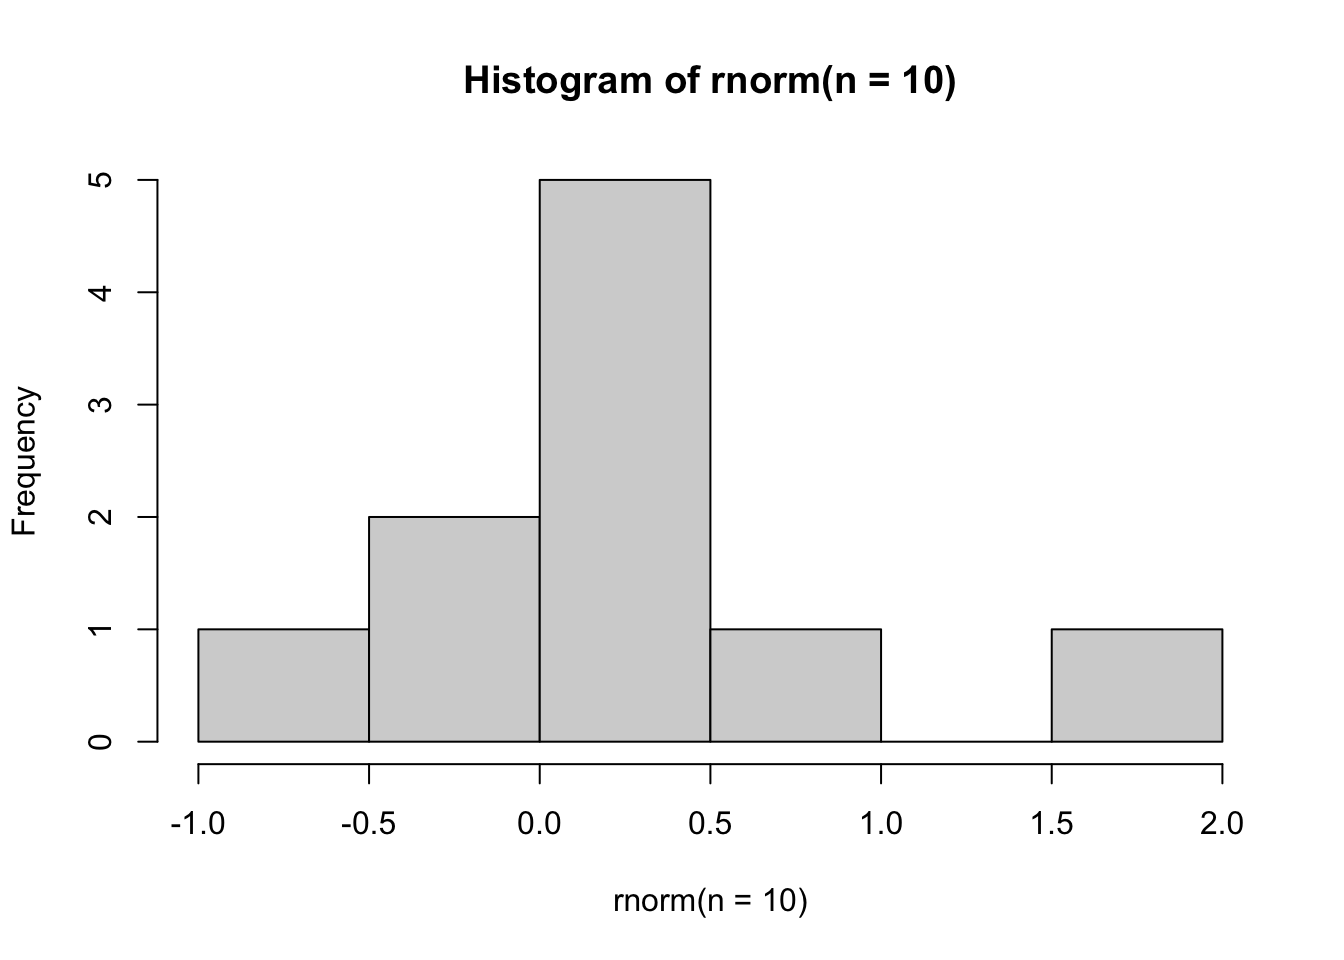 Histogram of rnorm(n = 10)
Frequency
5
4
3
2
1
0
-1.0 -0.5 0.0 0.5 1.0 1.5 2.0
rnorm(n = 10)